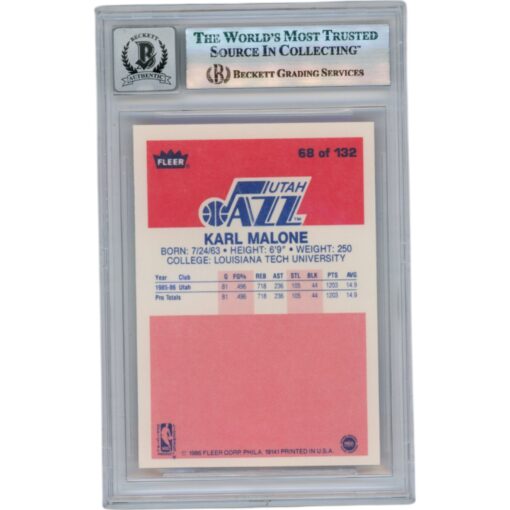 BECKETT
AUTHENTIC
THE WORLD'S MOST TRUSTED
SOURCE IN COLLECTING™
BECKETT GRADING SERVICES
FLEER
68 of 132
UTAH
JAZZ
TM
KARL MALONE
BORN: 7/24/63 • HEIGHT: 6'9" • WEIGHT: 250
COLLEGE: LOUISIANA TECH UNIVERSITY
Year Club G FG% REB AST STL BLK PTS AVG
1985-86 Utah 81 .496 718 236 105 44 1203 14.9
Pro Totals 81 .496 718 236 105 44 1203 14.9
NBA
© 1986 FLEER CORP. PHILA. 19141 PRINTED IN U.S.A.